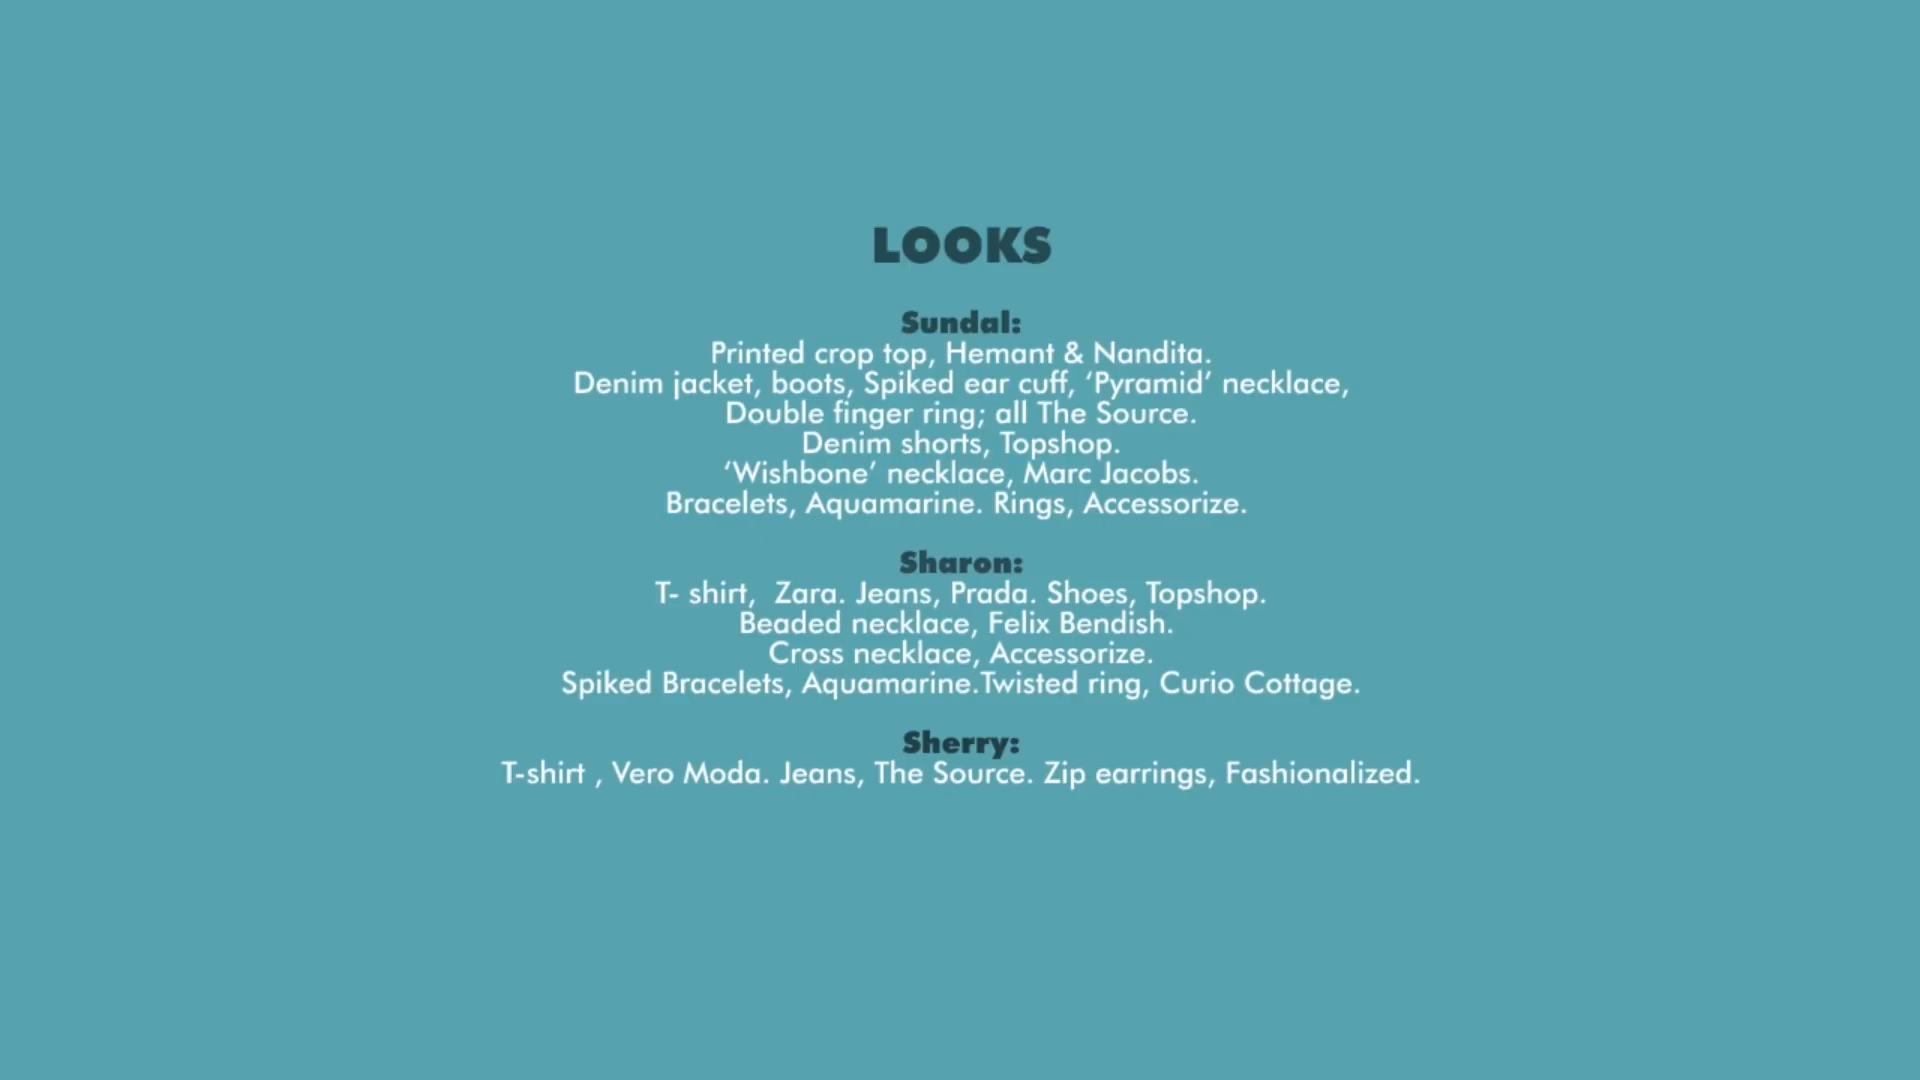 LOOKS
Sundal:
Printed crop top, Hemant & Nandita.
Denim jacket, boots, Spiked ear cuff, ‘Pyramid’ necklace,
Double finger ring; all The Source.
Denim shorts, Topshop.
‘Wishbone’ necklace, Marc Jacobs.
Bracelets, Aquamarine. Rings, Accessorize.
Sharon:
T- shirt,  Zara. Jeans, Prada. Shoes, Topshop.
Beaded necklace, Felix Bendish.
Cross necklace, Accessorize.
Spiked Bracelets, Aquamarine.Twisted ring, Curio Cottage.
Sherry:
T-shirt , Vero Moda. Jeans, The Source. Zip earrings, Fashionalized.